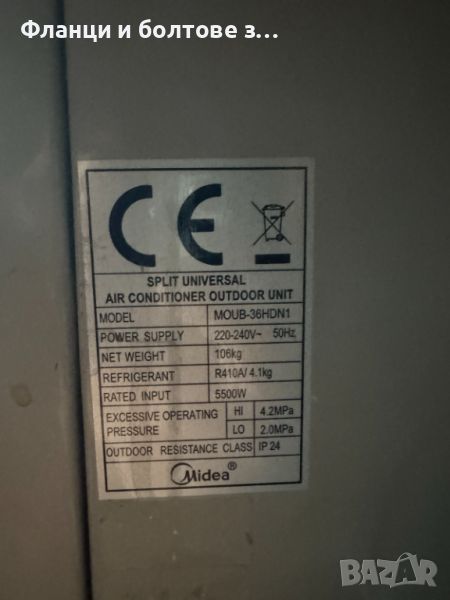 Фланци и болтове з...
CE
SPLIT UNIVERSAL
AIR CONDITIONER OUTDOOR UNIT
MODEL MOUB-36HDN1
POWER SUPPLY 220-240V~ 50Hz
NET WEIGHT 106kg
REFRIGERANT R410A/ 4.1kg
RATED INPUT 5500W
EXCESSIVE OPERATING PRESSURE HI 4.2MPa
LO 2.0MPa
OUTDOOR RESISTANCE CLASS IP 24
Midea®
BAZAR